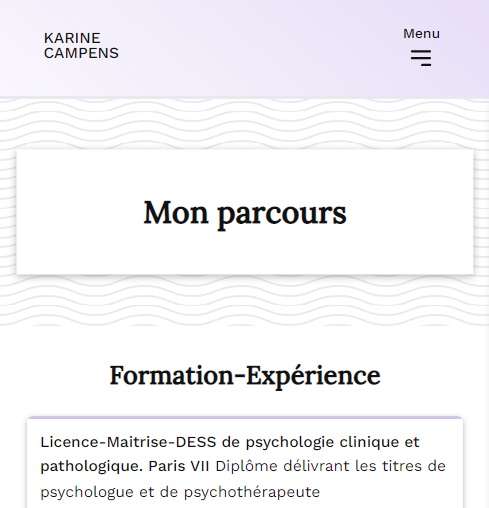 KARINE
CAMPENS
Menu
Mon parcours
Formation-Expérience
Licence-Maitrise-DESS de psychologie clinique et
pathologique. Paris VII Diplôme délivrant les titres de
psychologue et de psychothérapeute